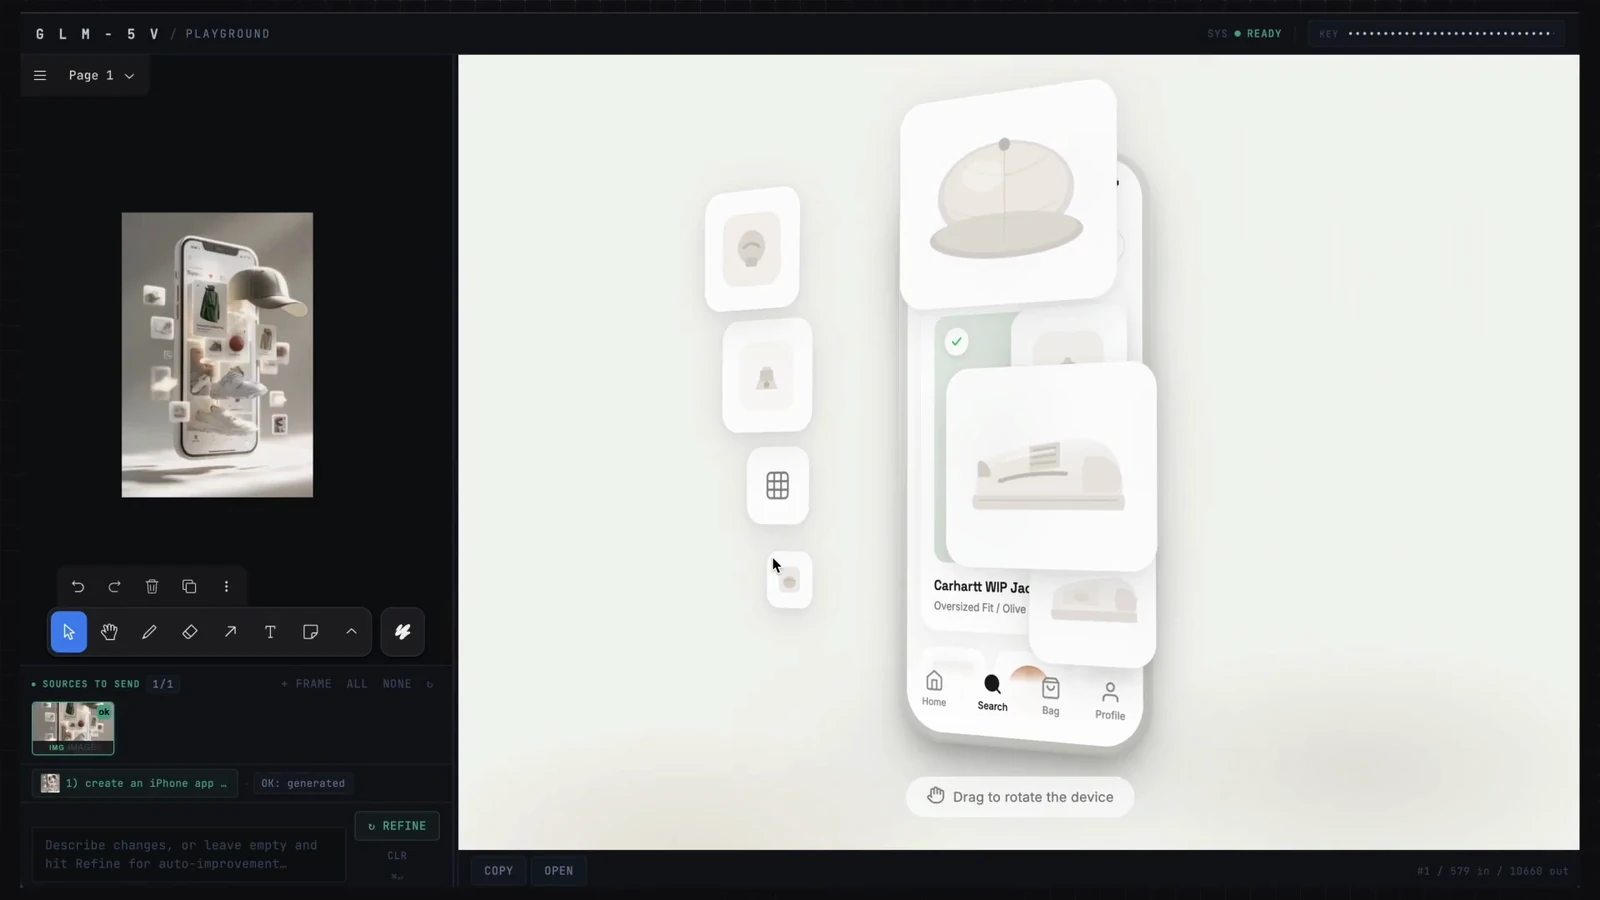 GLM-5V / PLAYGROUND
SYS ● READY
KEY ••••••••••••••••••••••••••••
Page 1
Carhartt WIP Jac
Oversized Fit / Olive
Home
Search
Bag
Profile
Drag to rotate the device
T
SOURCES TO SEND 1/1
+ FRAME ALL NONE ↻
ok
IMG
1) create an iPhone app …
OK: generated
↻ REFINE
Describe changes, or leave empty and
hit Refine for auto-improvement…
CLR
COPY
OPEN
#1 / 579 in / 10660 out